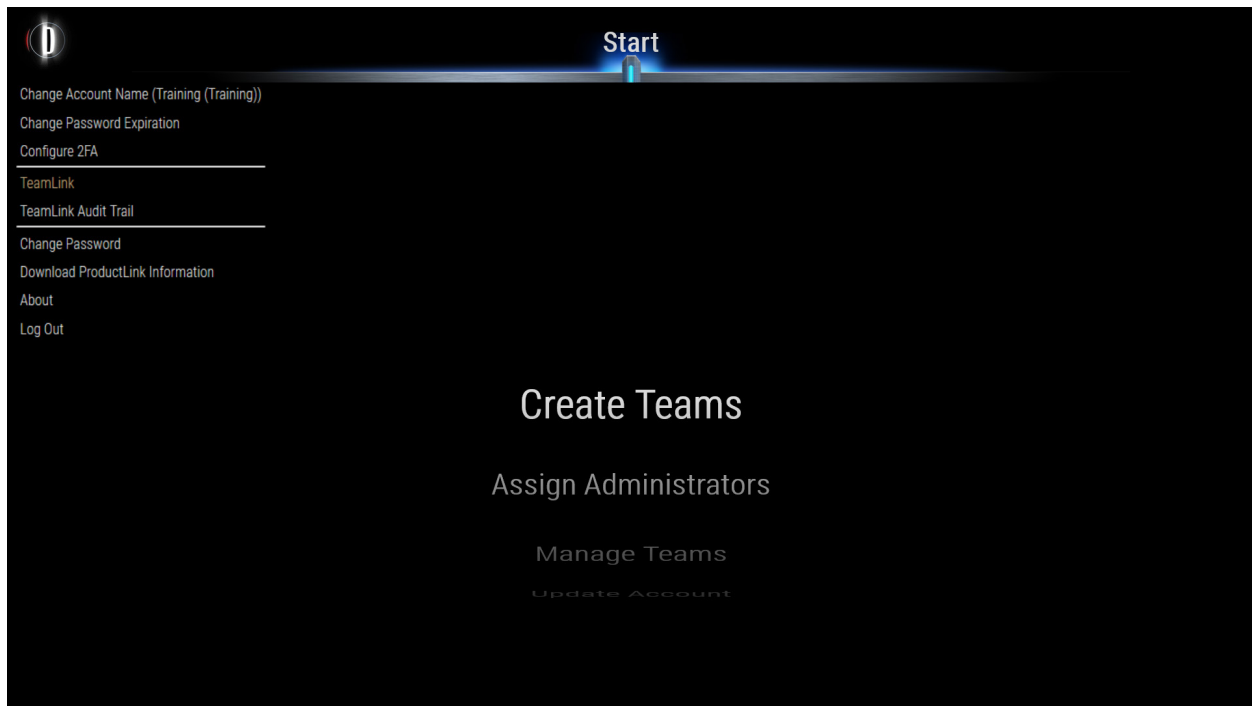 D
Start
Change Account Name (Training (Training))
Change Password Expiration
Configure 2FA
TeamLink
TeamLink Audit Trail
Change Password
Download ProductLink Information
About
Log Out
Create Teams
Assign Administrators
Manage Teams
Update Account